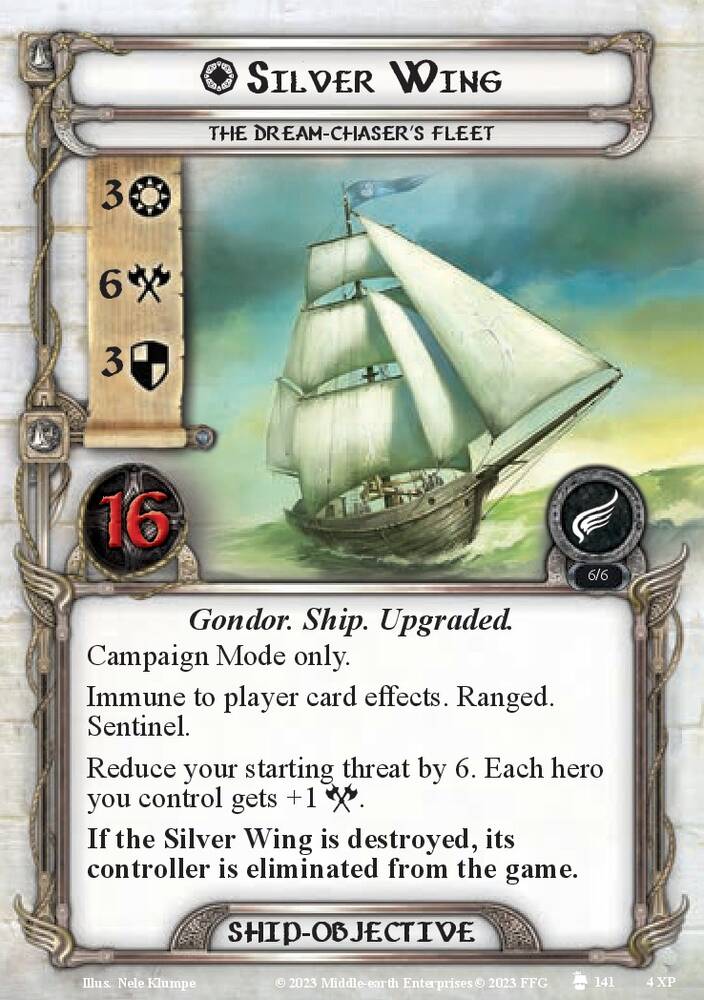 SILVER WING
THE DREAM-CHASER'S FLEET
3
6
3
16
6/6
Gondor. Ship. Upgraded.
Campaign Mode only.
Immune to player card effects. Ranged.
Sentinel.
Reduce your starting threat by 6. Each hero
you control gets +1 .
If the Silver Wing is destroyed, its
controller is eliminated from the game.
SHIP-OBJECTIVE
Illus. Nele Klumpe © 2023 Middle-earth Enterprises © 2023 FFG 141 4 XP